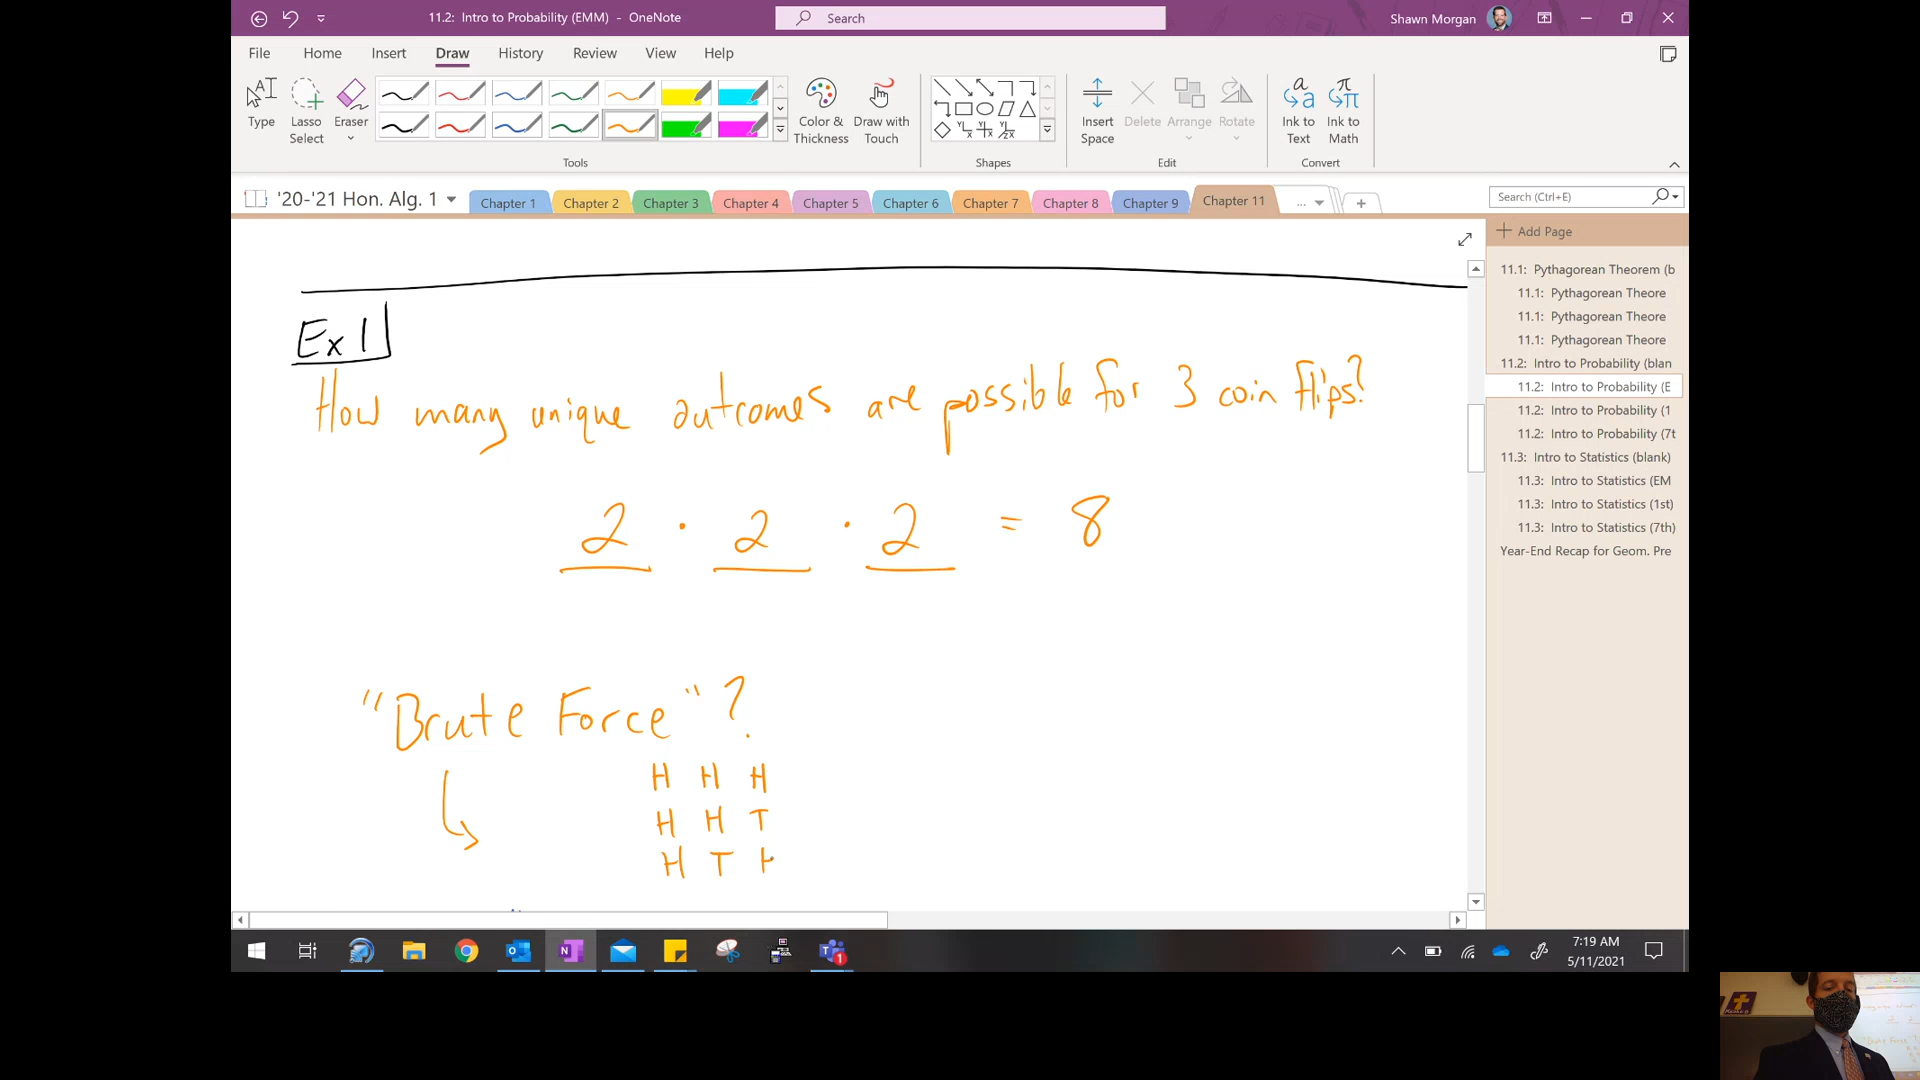 11.2: Intro to Probability (EMM) - OneNote
Search
Shawn Morgan
File Home Insert Draw History Review View Help
Type
Lasso Select
Eraser
Color & Thickness
Draw with Touch
Insert Space
Delete
Arrange
Rotate
Ink to Text
Ink to Math
Tools
Shapes
Edit
Convert
'20-'21 Hon. Alg. 1
Chapter 1 Chapter 2 Chapter 3 Chapter 4 Chapter 5 Chapter 6 Chapter 7 Chapter 8 Chapter 9 Chapter 11 ...
Search (Ctrl+E)
Add Page
11.1: Pythagorean Theorem (b
11.1: Pythagorean Theore
11.1: Pythagorean Theore
11.1: Pythagorean Theore
11.2: Intro to Probability (blan
11.2: Intro to Probability (E
11.2: Intro to Probability (1
11.2: Intro to Probability (7t
11.3: Intro to Statistics (blank)
11.3: Intro to Statistics (EM
11.3: Intro to Statistics (1st)
11.3: Intro to Statistics (7th)
Year-End Recap for Geom. Pre
Ex 1
How many unique outcomes are possible for 3 coin flips?
2 · 2 · 2 = 8
"Brute Force"?
H H H
H H T
H T
7:19 AM
5/11/2021